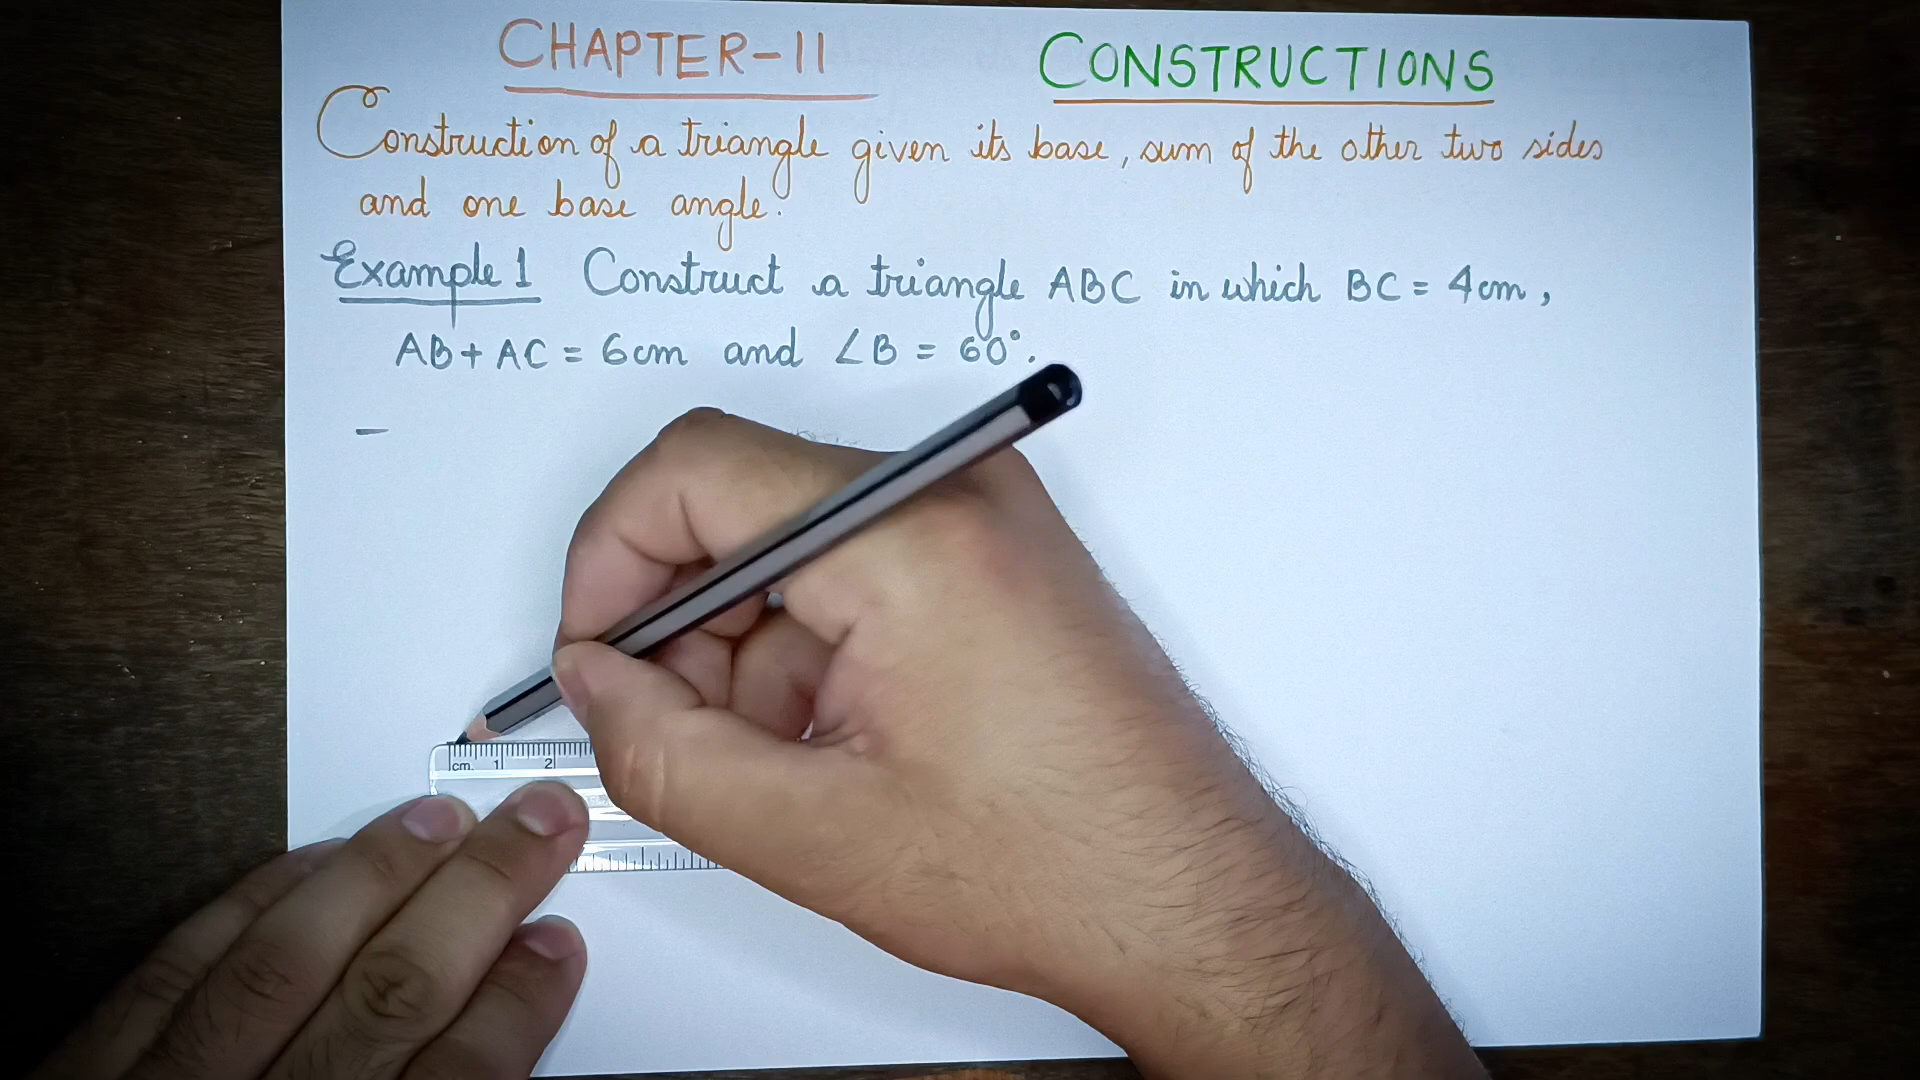 CHAPTER-11 CONSTRUCTIONS
Construction of a triangle given its base, sum of the other two sides
and one base angle.
Example 1 Construct a triangle ABC in which BC = 4cm,
AB + AC = 6cm and ∠B = 60°.
–
cm. 1 2